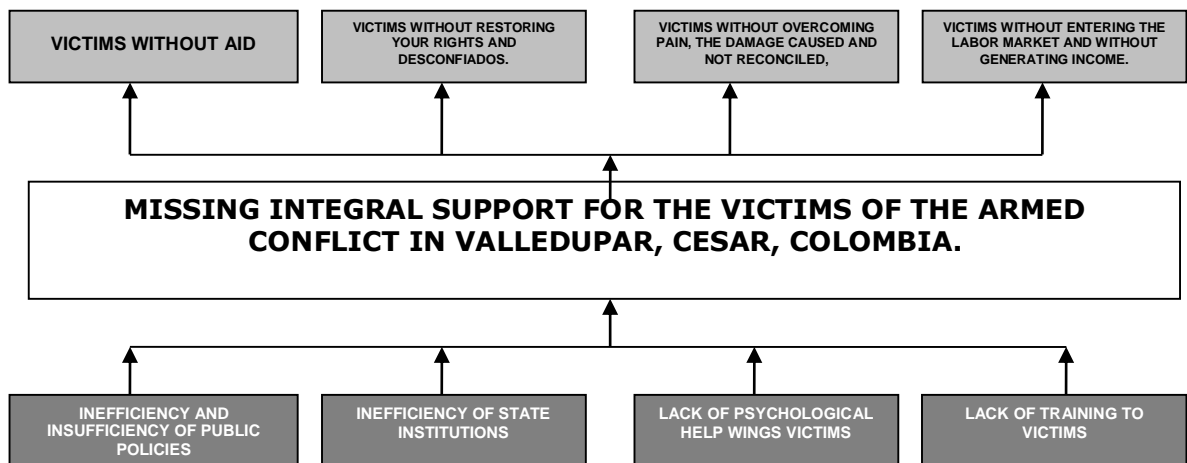 VICTIMS WITHOUT AID
VICTIMS WITHOUT RESTORING
YOUR RIGHTS AND
DESCONFIADOS.
VICTIMS WITHOUT OVERCOMING
PAIN, THE DAMAGE CAUSED AND
NOT RECONCILED,
VICTIMS WITHOUT ENTERING THE
LABOR MARKET AND WITHOUT
GENERATING INCOME.
MISSING INTEGRAL SUPPORT FOR THE VICTIMS OF THE ARMED
CONFLICT IN VALLEDUPAR, CESAR, COLOMBIA.
INEFFICIENCY AND
INSUFFICIENCY OF PUBLIC
POLICIES
INEFFICIENCY OF STATE
INSTITUTIONS
LACK OF PSYCHOLOGICAL
HELP WINGS VICTIMS
LACK OF TRAINING TO
VICTIMS